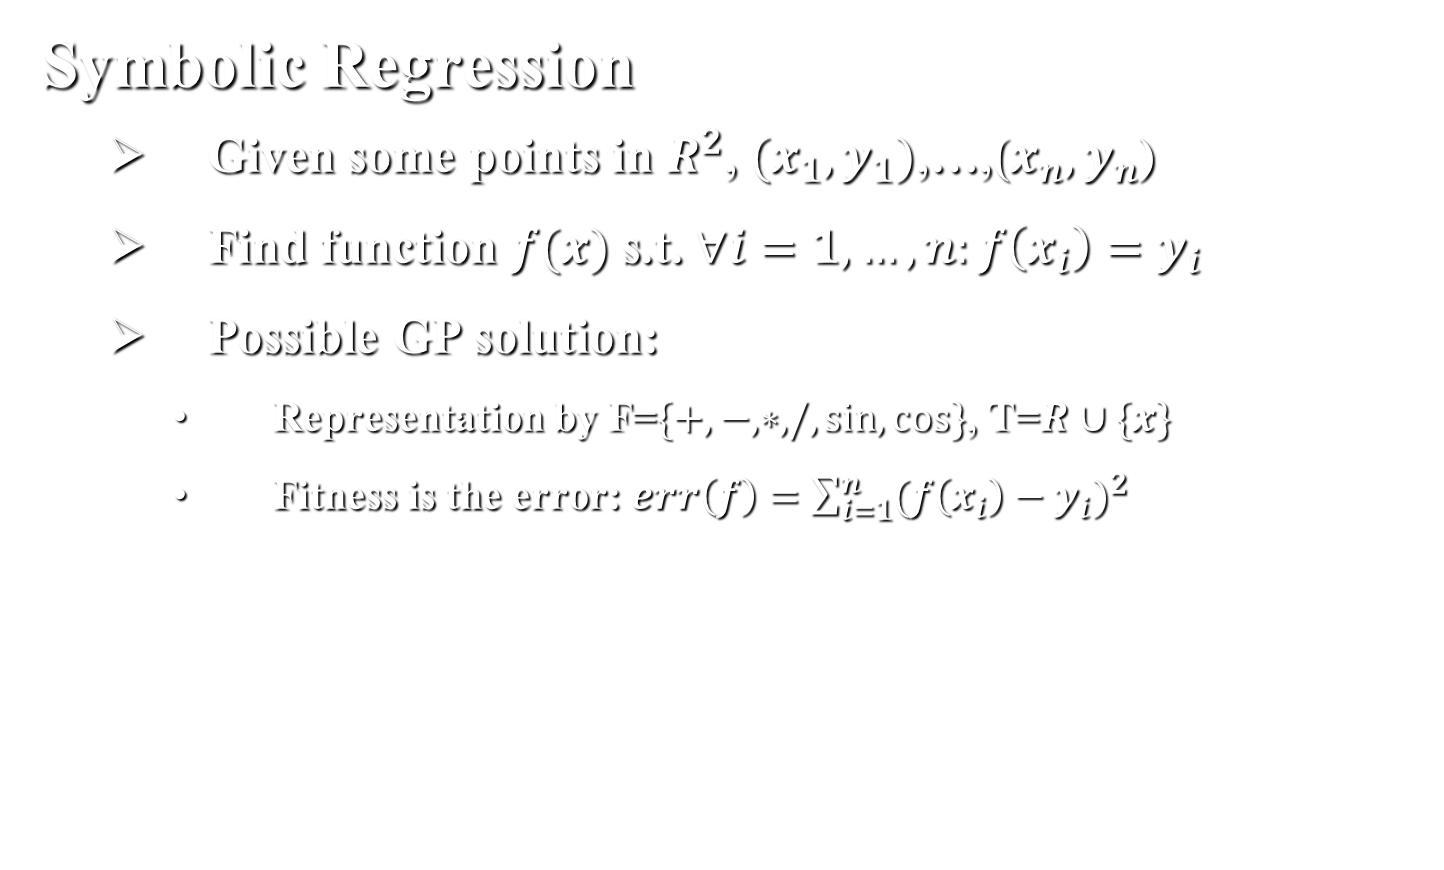 Symbolic Regression
➢ Given some points in R², (x₁, y₁),…,(xₙ, yₙ)
➢ Find function f(x) s.t. ∀i = 1, … , n: f(xᵢ) = yᵢ
➢ Possible GP solution:
• Representation by F={+, −,∗,/, sin, cos}, T=R ∪ {x}
• Fitness is the error: err(f) = ∑ⁿᵢ₌₁(f(xᵢ) − yᵢ)²